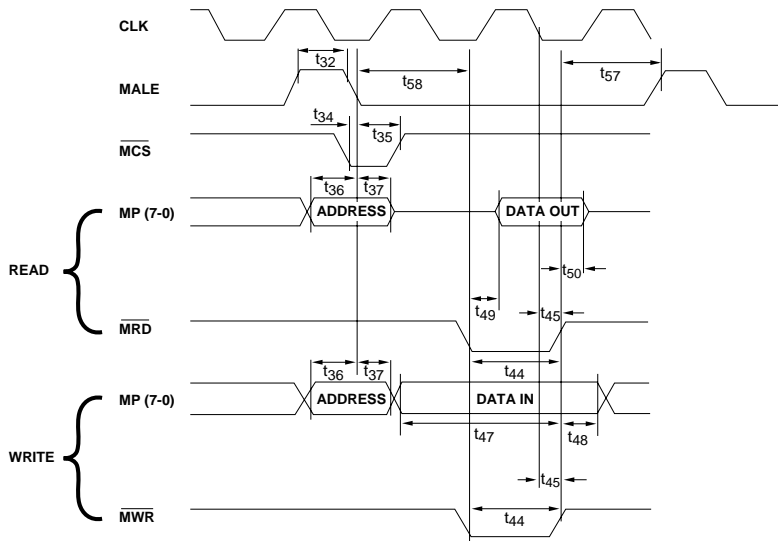 CLK
t32
t58
t57
MALE
t34
t35
MCS
t36 t37
MP (7-0) ADDRESS DATA OUT
READ
t50
t49
t45
MRD
t36 t37
t44
MP (7-0) ADDRESS DATA IN
t47
t48
WRITE
t45
t44
MWR